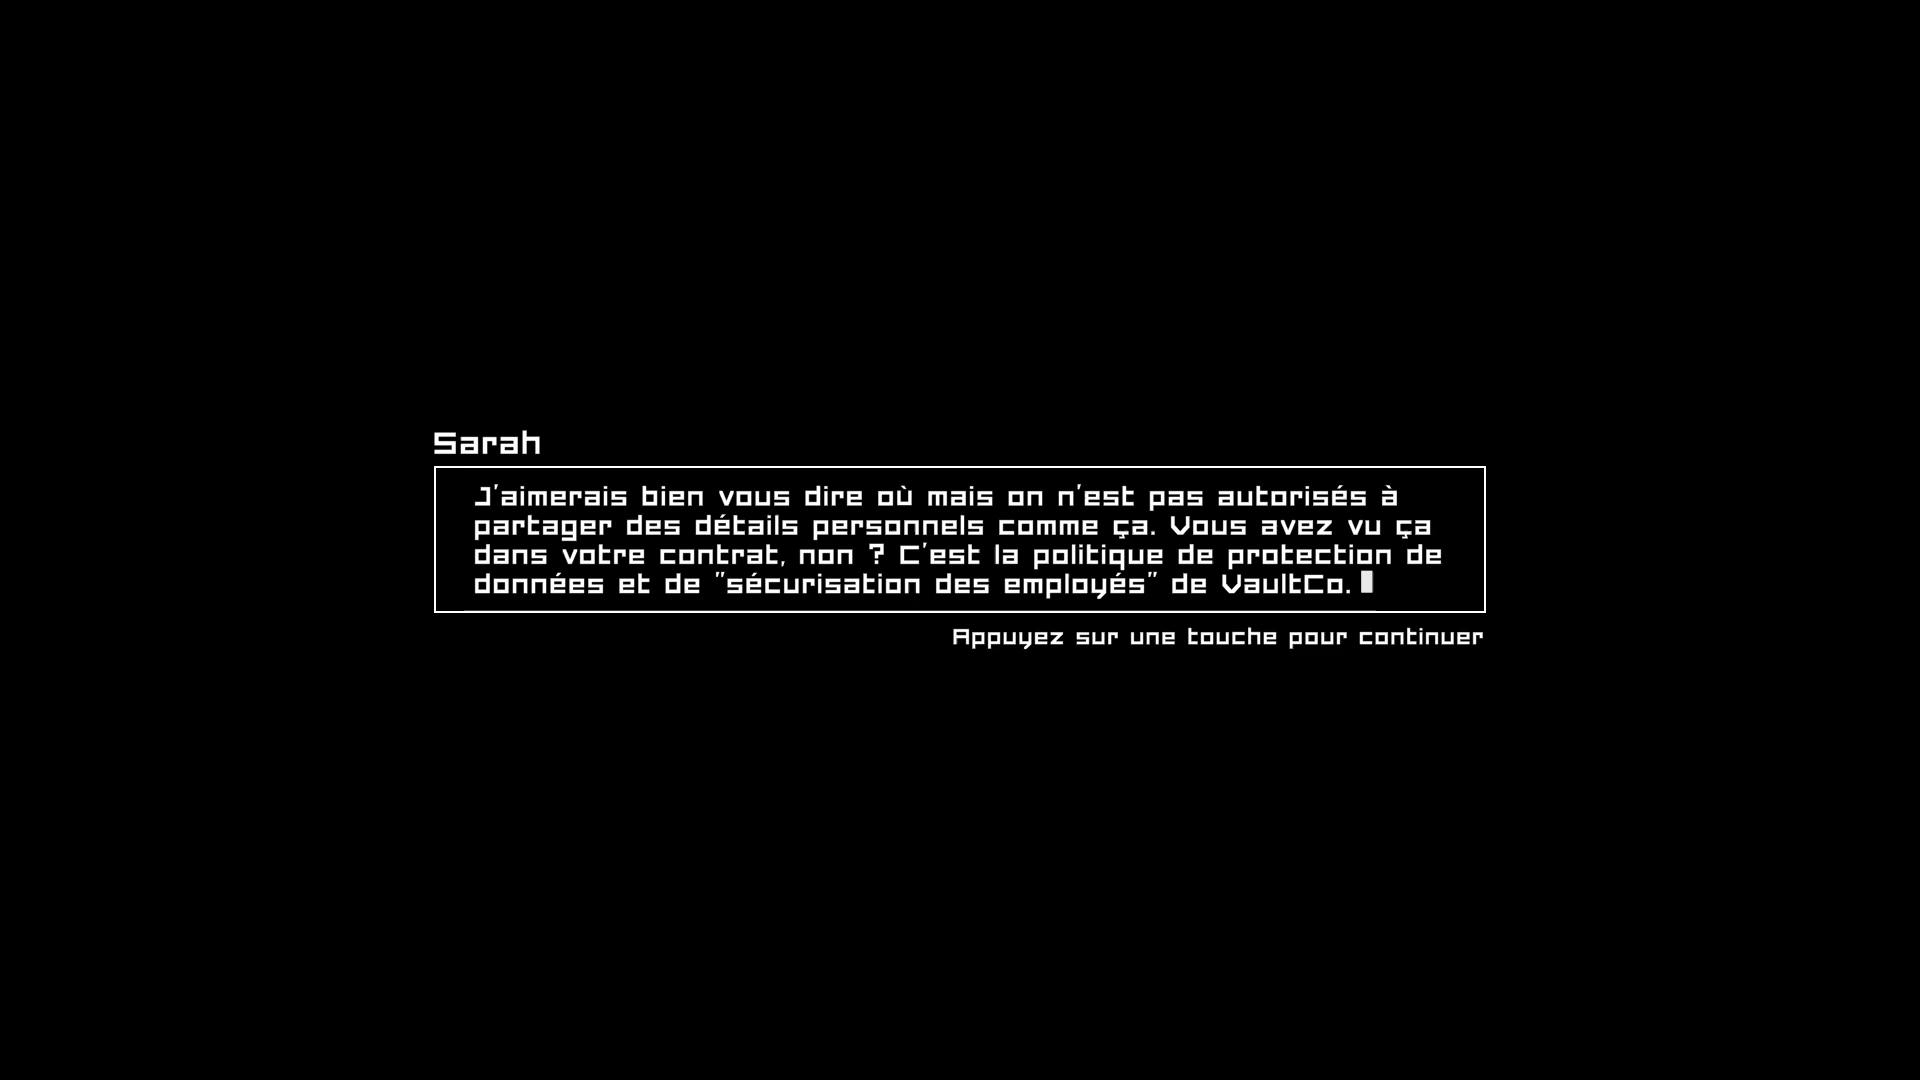 Sarah
J'aimerais bien vous dire où mais on n'est pas autorisés à
partager des détails personnels comme ça. Vous avez vu ça
dans votre contrat, non ? C'est la politique de protection de
données et de "sécurisation des employés" de VaultCo.
Appuyez sur une touche pour continuer